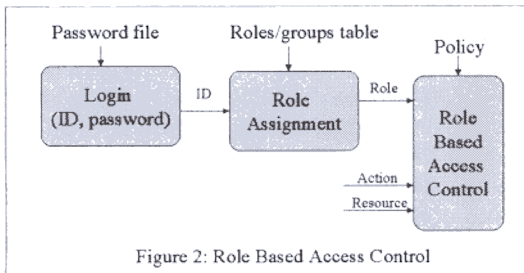 Password file
Roles/groups table
Policy
Login
(ID, password)
ID
Role
Assignment
Role
Role
Based
Access
Control
Action
Resource
Figure 2: Role Based Access Control